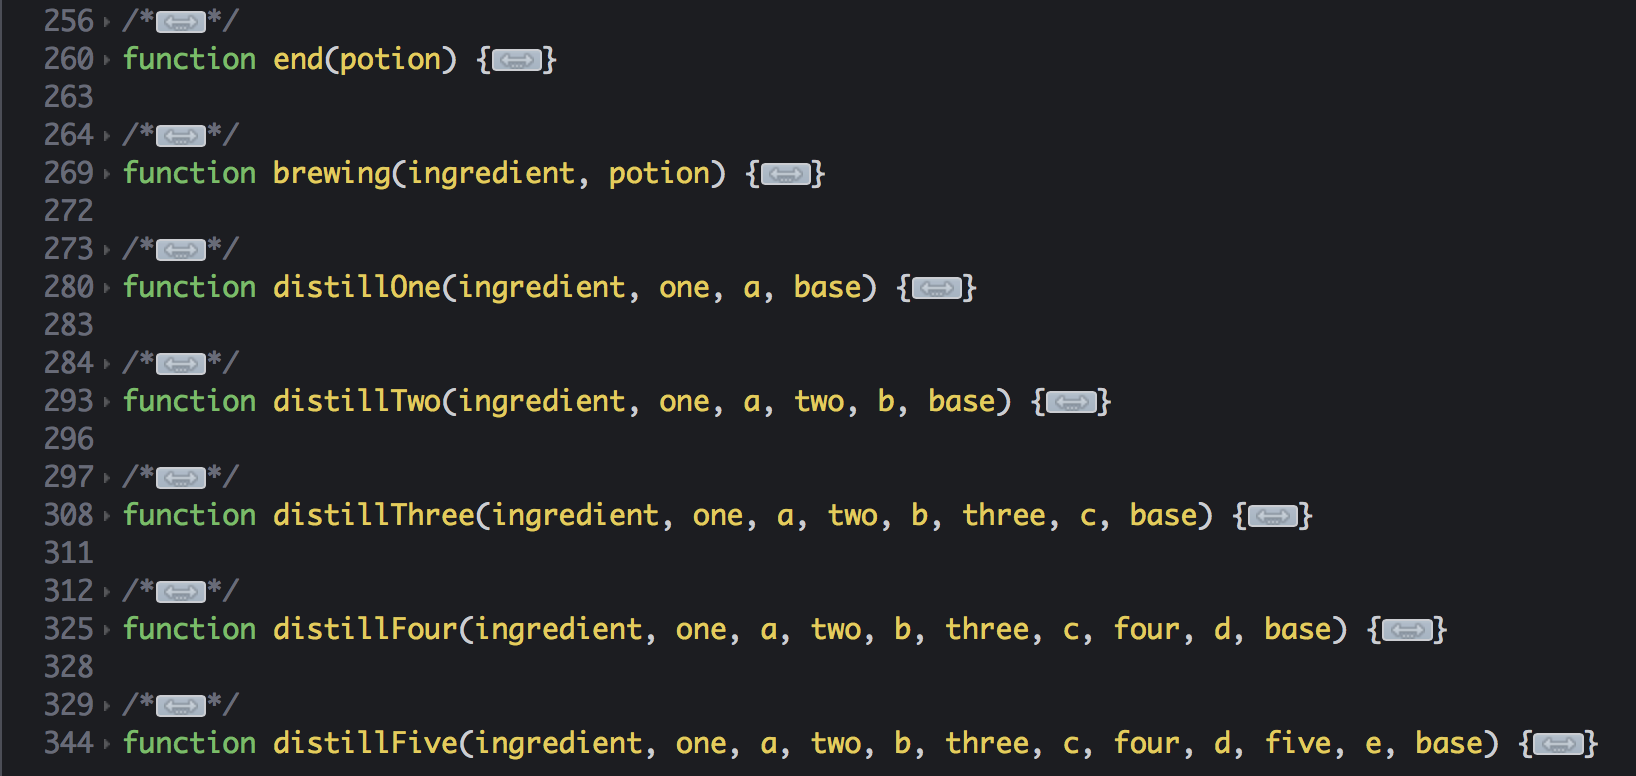 256 /**/
260 function end(potion) {}
263
264 /**/
269 function brewing(ingredient, potion) {}
272
273 /**/
280 function distillOne(ingredient, one, a, base) {}
283
284 /**/
293 function distillTwo(ingredient, one, a, two, b, base) {}
296
297 /**/
308 function distillThree(ingredient, one, a, two, b, three, c, base) {}
311
312 /**/
325 function distillFour(ingredient, one, a, two, b, three, c, four, d, base) {}
328
329 /**/
344 function distillFive(ingredient, one, a, two, b, three, c, four, d, five, e, base) {}